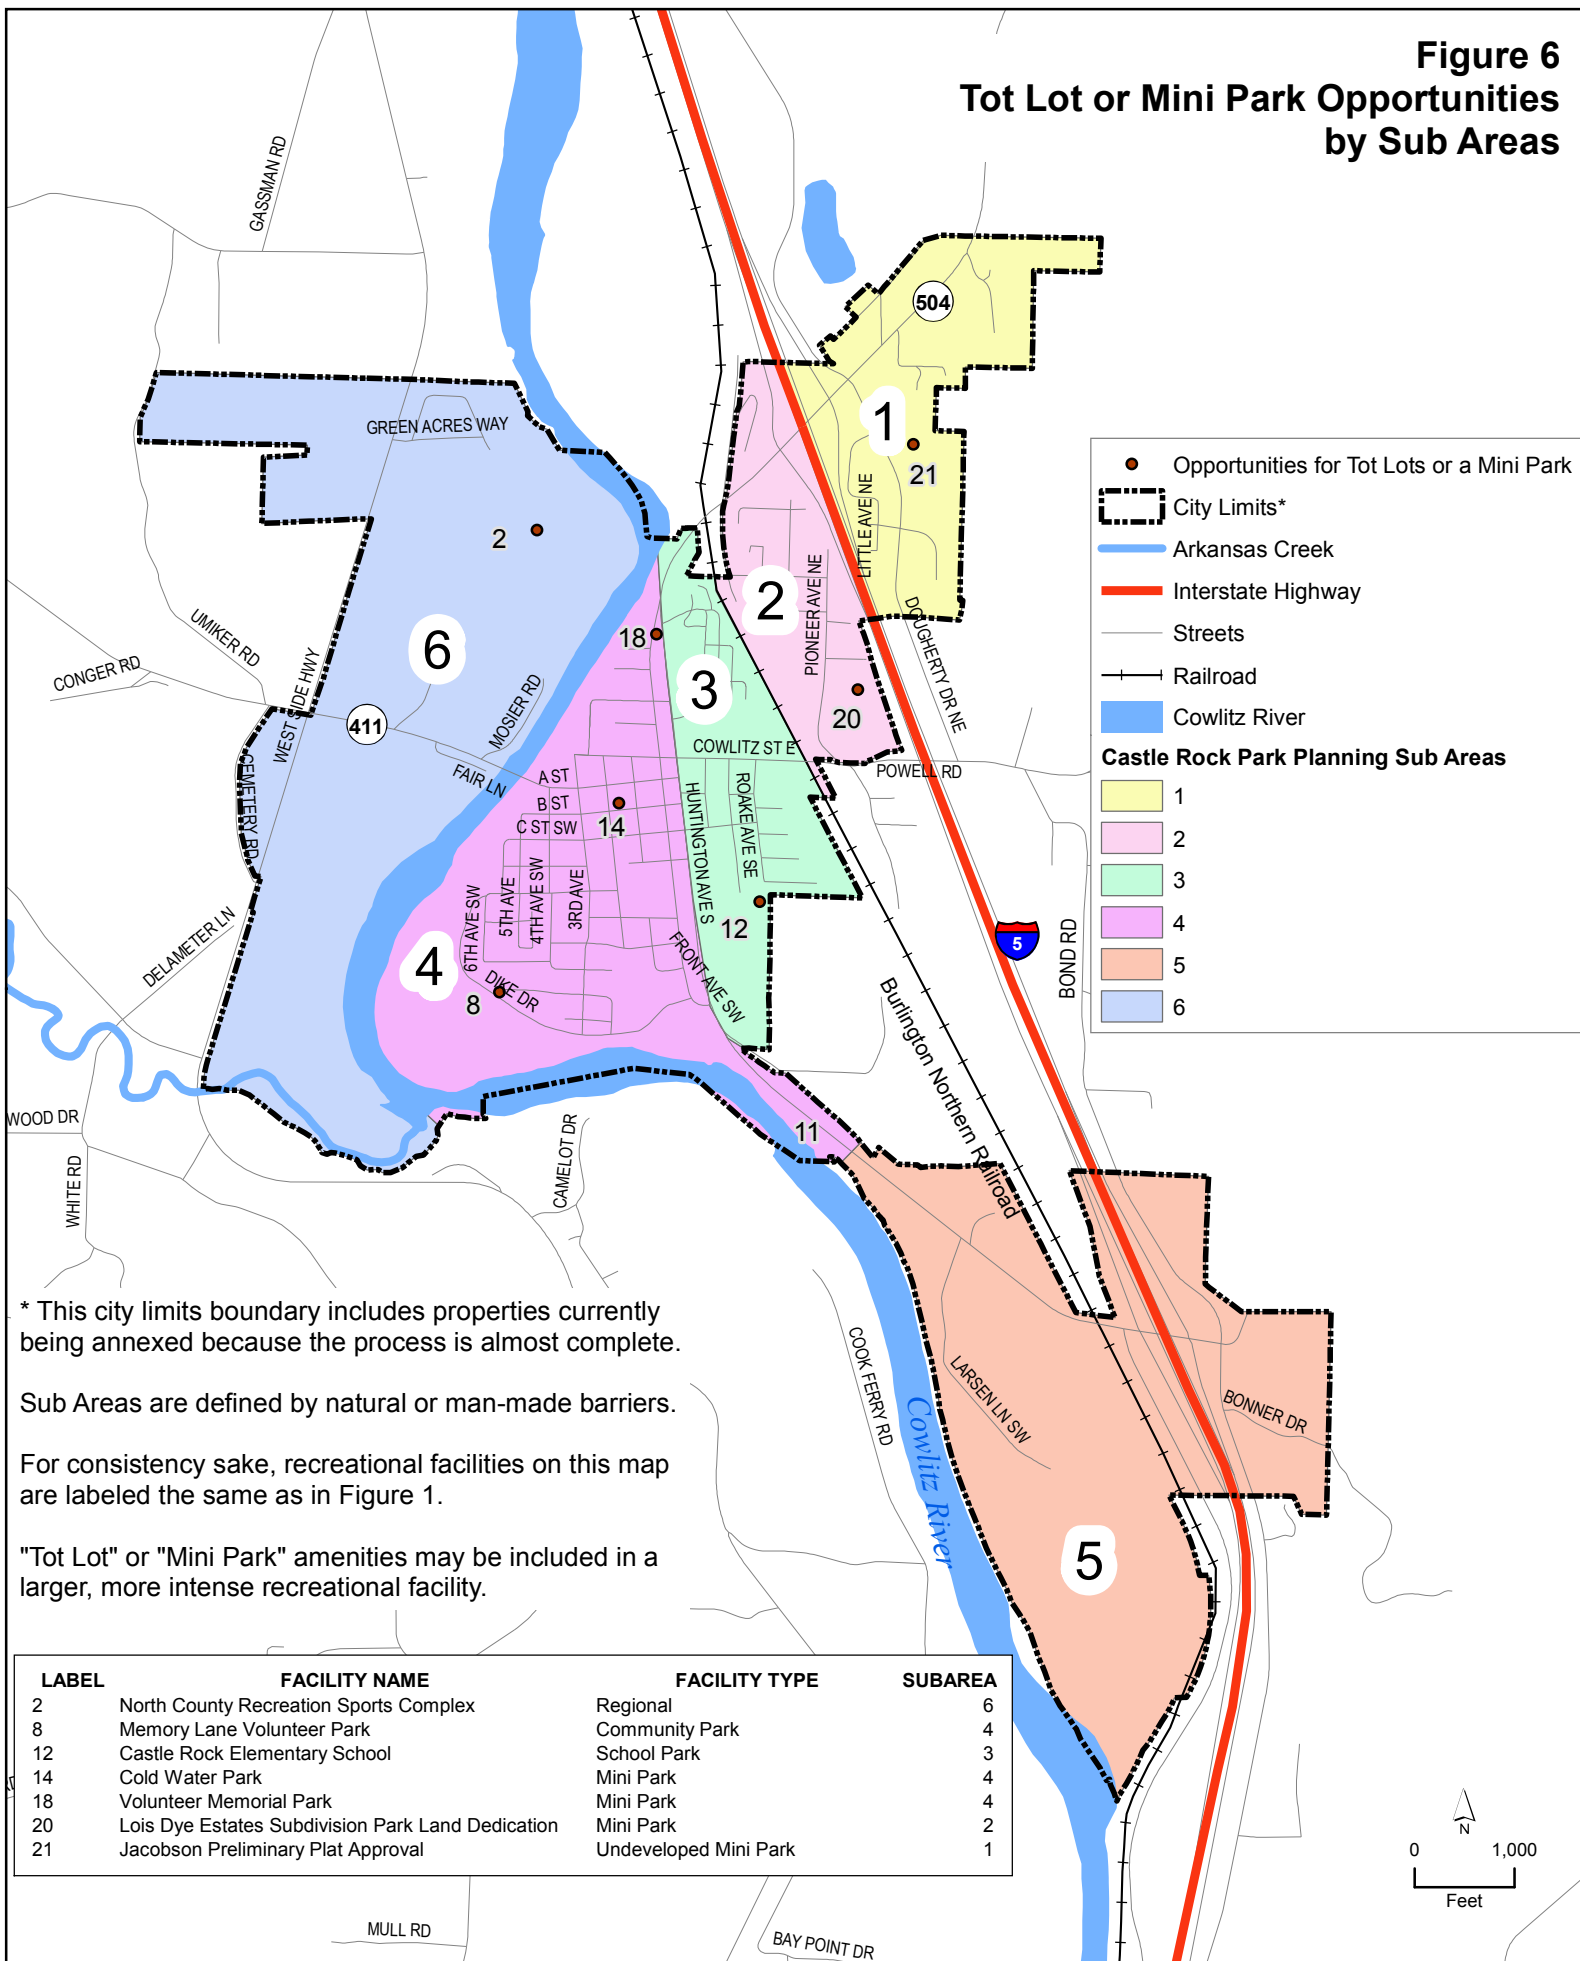 Figure 6
Tot Lot or Mini Park Opportunities
by Sub Areas
GASSMAN RD
504
GREEN ACRES WAY
1
21
2
LITTLE AVE NE
PIONEER AVE NE
2
DOUGHERTY DR NE
UMIKER RD
CONGER RD
6
18
3
WEST SIDE HWY
411
MOSIER RD
20
COWLITZ ST E
POWELL RD
CEMETERY RD
FAIR LN
A ST
B ST
C ST SW
14
HUNTINGTON AVE S
ROAKE AVE SE
6TH AVE SW
5TH AVE
4TH AVE SW
3RD AVE
12
DELAMETER LN
4
FRONT AVE SW
DIKE DR
8
5
BOND RD
Burlington Northern Railroad
WOOD DR
WHITE RD
CAMELOT DR
11
COOK FERRY RD
LARSEN LN SW
BONNER DR
Cowlitz River
5
Opportunities for Tot Lots or a Mini Park
City Limits*
Arkansas Creek
Interstate Highway
Streets
Railroad
Cowlitz River
Castle Rock Park Planning Sub Areas
1
2
3
4
5
6
* This city limits boundary includes properties currently
being annexed because the process is almost complete.
Sub Areas are defined by natural or man-made barriers.
For consistency sake, recreational facilities on this map
are labeled the same as in Figure 1.
"Tot Lot" or "Mini Park" amenities may be included in a
larger, more intense recreational facility.
LABEL FACILITY NAME FACILITY TYPE SUBAREA
2 North County Recreation Sports Complex Regional 6
8 Memory Lane Volunteer Park Community Park 4
12 Castle Rock Elementary School School Park 3
14 Cold Water Park Mini Park 4
18 Volunteer Memorial Park Mini Park 4
20 Lois Dye Estates Subdivision Park Land Dedication Mini Park 2
21 Jacobson Preliminary Plat Approval Undeveloped Mini Park 1
N
0 1,000
Feet
MULL RD
BAY POINT DR